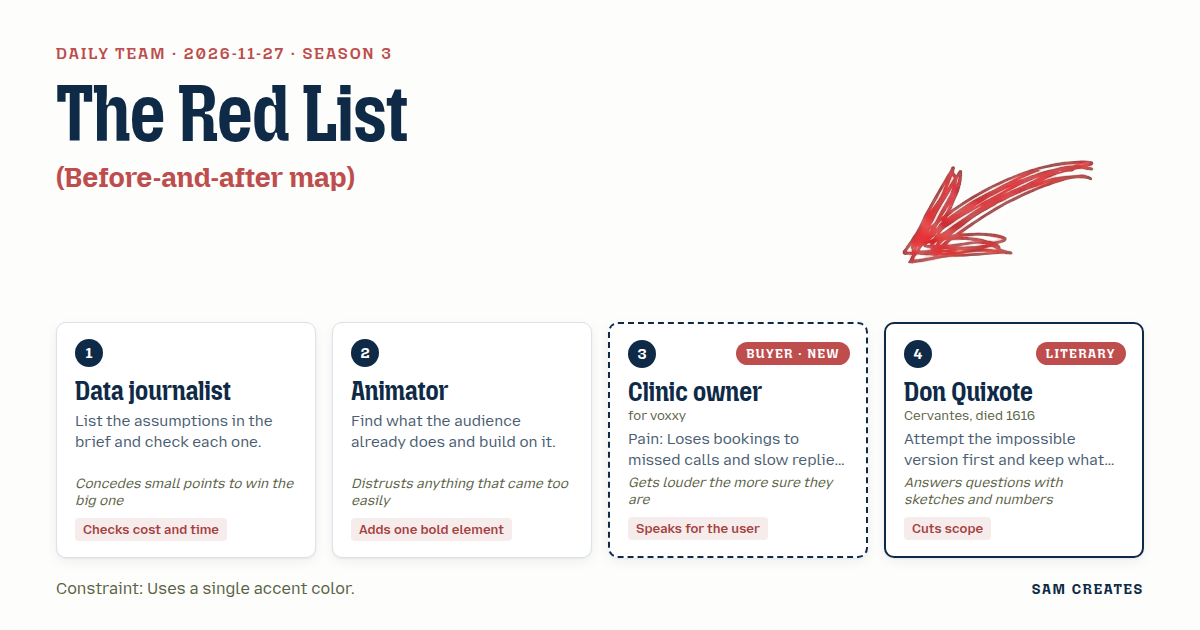 DAILY TEAM · 2026-11-27 · SEASON 3
The Red List
(Before-and-after map)
1
Data journalist
List the assumptions in the
brief and check each one.
Concedes small points to win the
big one
Checks cost and time
2
Animator
Find what the audience
already does and build on it.
Distrusts anything that came too
easily
Adds one bold element
3
BUYER · NEW
Clinic owner
for voxxy
Pain: Loses bookings to
missed calls and slow replie...
Gets louder the more sure they
are
Speaks for the user
4
LITERARY
Don Quixote
Cervantes, died 1616
Attempt the impossible
version first and keep what...
Answers questions with
sketches and numbers
Cuts scope
Constraint: Uses a single accent color.
SAM CREATES